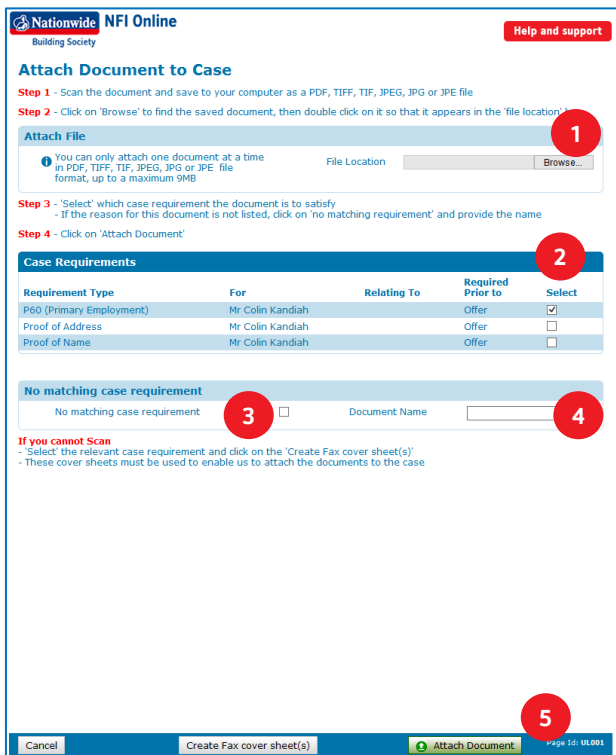 Nationwide NFI Online
Building Society
Help and support
Attach Document to Case
Step 1 - Scan the document and save to your computer as a PDF, TIFF, TIF, JPEG, JPG or JPE file
Step 2 - Click on 'Browse' to find the saved document, then double click on it so that it appears in the 'file location'
1
Attach File
You can only attach one document at a time
in PDF, TIFF, TIF, JPEG, JPG or JPE file
format, up to a maximum 9MB
File Location
Browse...
Step 3 - 'Select' which case requirement the document is to satisfy
- If the reason for this document is not listed, click on 'no matching requirement' and provide the name
Step 4 - Click on 'Attach Document'
2
Case Requirements
Requirement Type For Relating To Required Prior to Select
P60 (Primary Employment) Mr Colin Kandiah Offer
Proof of Address Mr Colin Kandiah Offer
Proof of Name Mr Colin Kandiah Offer
No matching case requirement
No matching case requirement 3 Document Name 4
If you cannot Scan
- 'Select' the relevant case requirement and click on the 'Create Fax cover sheet(s)'
- These cover sheets must be used to enable us to attach the documents to the case
5
Cancel Create Fax cover sheet(s) Attach Document Page Id: UL001